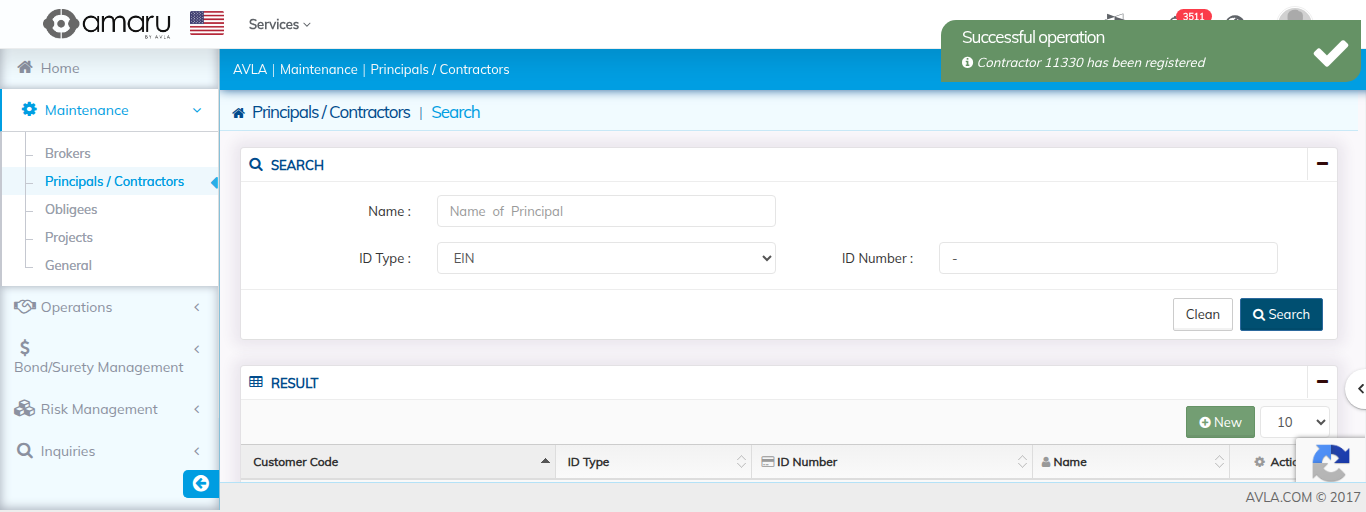 amaru
BY AVLA
Services
3511
Successful operation
Contractor 11330 has been registered
Home
AVLA | Maintenance | Principals / Contractors
Maintenance
Principals / Contractors | Search
Brokers
Principals / Contractors
Obligees
Projects
General
Operations
$
Bond/Surety Management
Risk Management
Inquiries
SEARCH
Name :
Name of Principal
ID Type :
EIN
ID Number :
-
Clean
Search
RESULT
New
10
Customer Code
ID Type
ID Number
Name
AVLA.COM © 2017